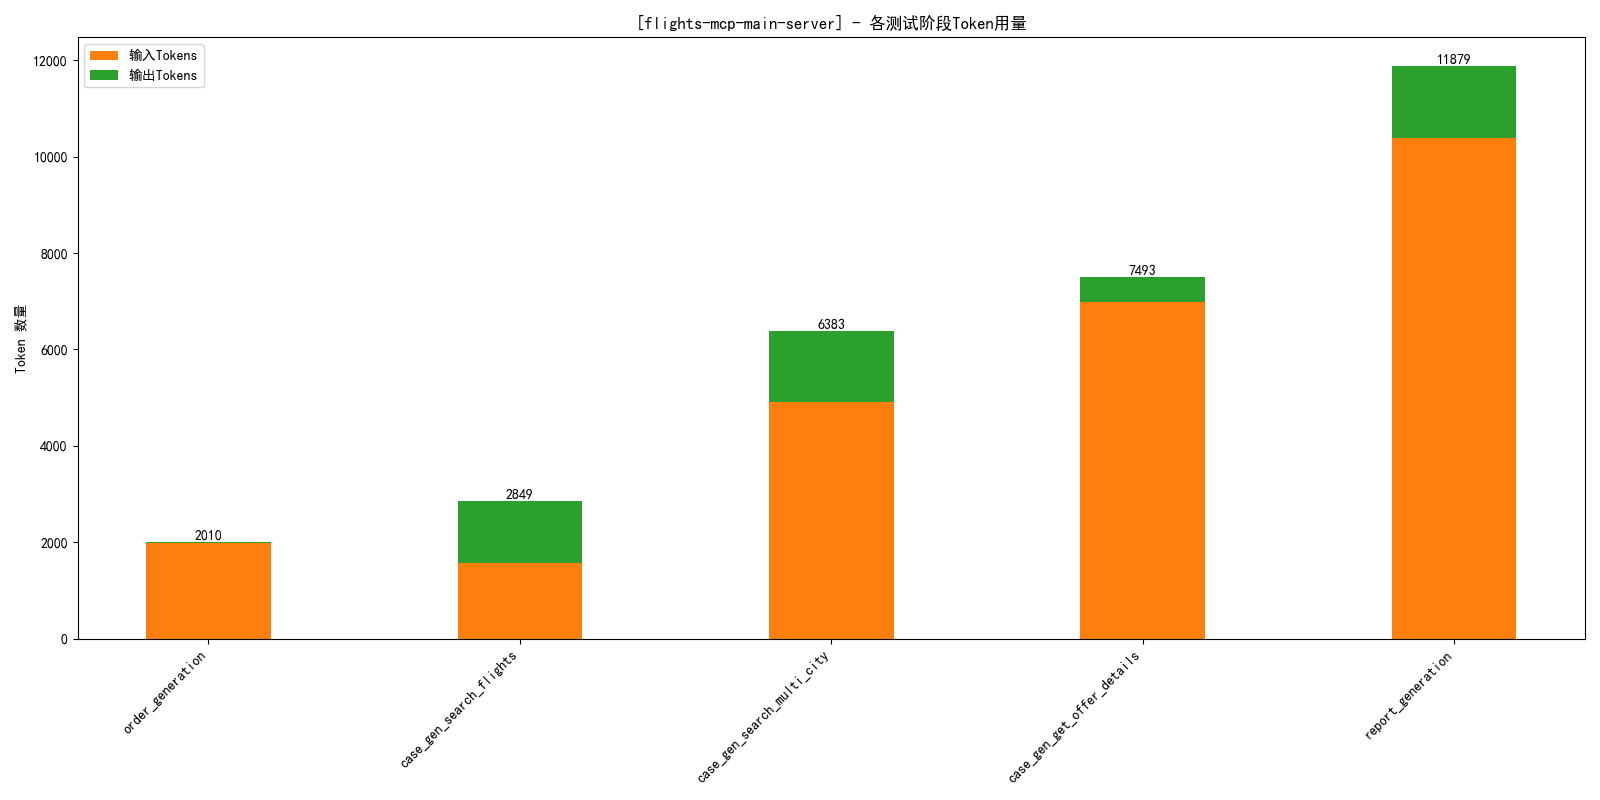 [flights-mcp-main-server] - 各测试阶段Token用量
输入Tokens
输出Tokens
Token 数量
12000
10000
8000
6000
4000
2000
0
2010
2849
6383
7493
11879
order_generation
case_gen_search_flights
case_gen_search_multi_city
case_gen_get_offer_details
report_generation